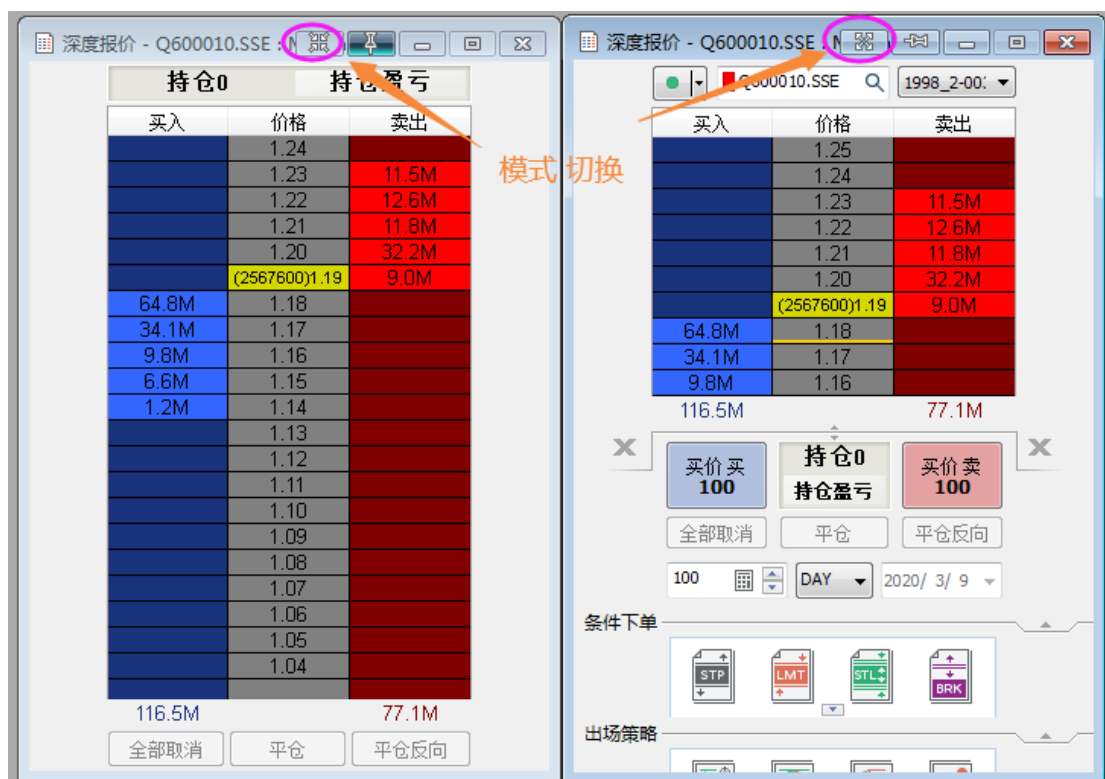 深度报价 - Q600010.SSE : N
持仓0 持仓盈亏
买入 价格 卖出
1.24
1.23 11.5M
1.22 12.6M
1.21 11.8M
1.20 32.2M
(2567600)1.19 9.0M
64.8M 1.18
34.1M 1.17
9.8M 1.16
6.6M 1.15
1.2M 1.14
1.13
1.12
1.11
1.10
1.09
1.08
1.07
1.06
1.05
1.04
116.5M 77.1M
全部取消 平仓 平仓反向
模式切换
深度报价 - Q600010.SSE : N
Q600010.SSE 1998_2-00
买入 价格 卖出
1.25
1.24
1.23 11.5M
1.22 12.6M
1.21 11.8M
1.20 32.2M
(2567600)1.19 9.0M
64.8M 1.18
34.1M 1.17
9.8M 1.16
116.5M 77.1M
买价 买 持仓0 买价 卖
100 持仓盈亏 100
全部取消 平仓 平仓反向
100 DAY 2020/ 3/ 9
条件下单
STP LMT STL BRK
出场策略